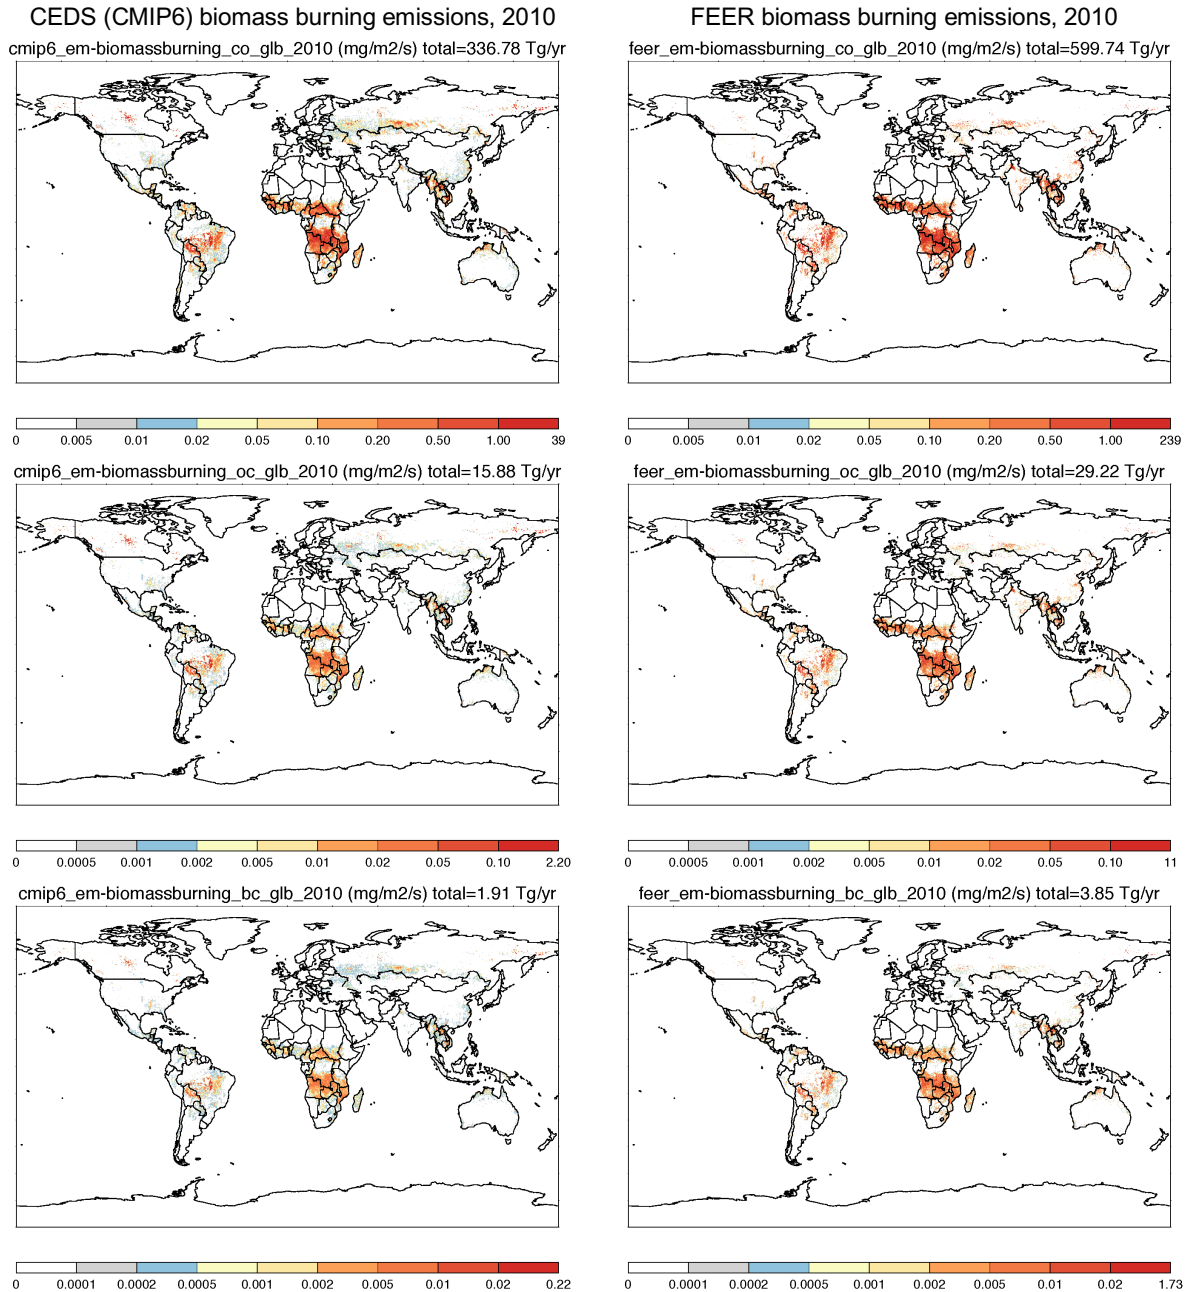 CEDS (CMIP6) biomass burning emissions, 2010
FEER biomass burning emissions, 2010
cmip6_em-biomassburning_co_glb_2010 (mg/m2/s) total=336.78 Tg/yr
feer_em-biomassburning_co_glb_2010 (mg/m2/s) total=599.74 Tg/yr
0 0.005 0.01 0.02 0.05 0.10 0.20 0.50 1.00 39
0 0.005 0.01 0.02 0.05 0.10 0.20 0.50 1.00 239
cmip6_em-biomassburning_oc_glb_2010 (mg/m2/s) total=15.88 Tg/yr
feer_em-biomassburning_oc_glb_2010 (mg/m2/s) total=29.22 Tg/yr
0 0.0005 0.001 0.002 0.005 0.01 0.02 0.05 0.10 2.20
0 0.0005 0.001 0.002 0.005 0.01 0.02 0.05 0.10 11
cmip6_em-biomassburning_bc_glb_2010 (mg/m2/s) total=1.91 Tg/yr
feer_em-biomassburning_bc_glb_2010 (mg/m2/s) total=3.85 Tg/yr
0 0.0001 0.0002 0.0005 0.001 0.002 0.005 0.01 0.02 0.22
0 0.0001 0.0002 0.0005 0.001 0.002 0.005 0.01 0.02 1.73